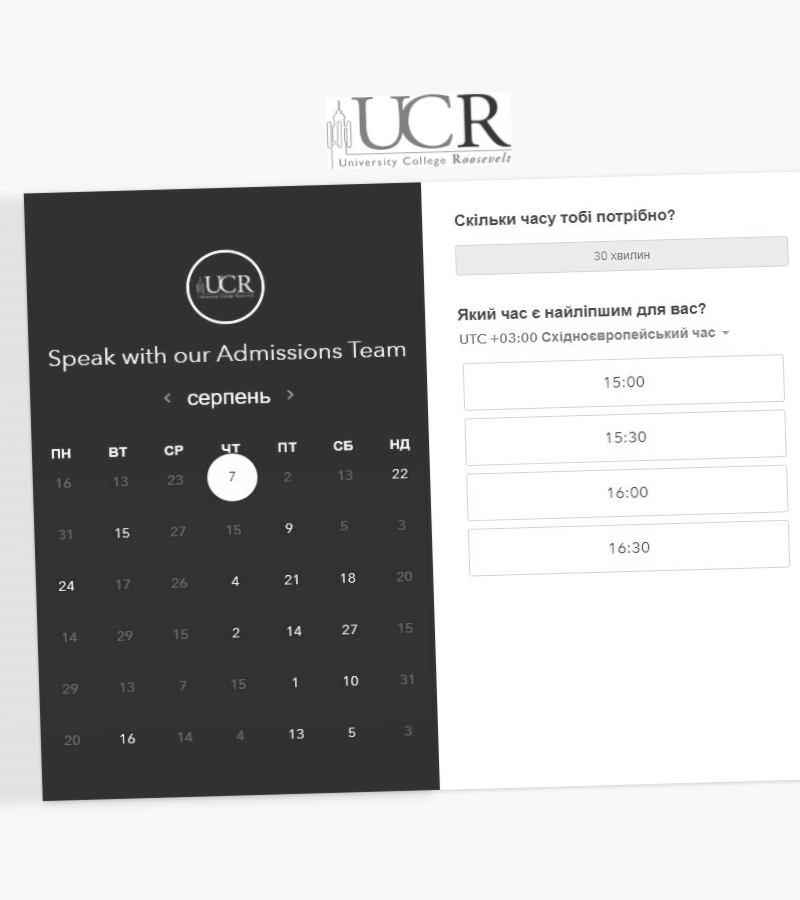 UCR
University College Roosevelt
UCR
University College Roosevelt
Speak with our Admissions Team
‹ серпень ›
ПН ВТ СР ЧТ ПТ СБ НД
16 13 23 7 2 13 22
31 15 27 15 9 5 3
24 17 26 4 21 18 20
14 29 15 2 14 27 15
29 13 7 15 1 10 31
20 16 14 4 13 5 3
Скільки часу тобі потрібно?
30 хвилин
Який час є найліпшим для вас?
UTC +03:00 Східноєвропейський час
15:00
15:30
16:00
16:30